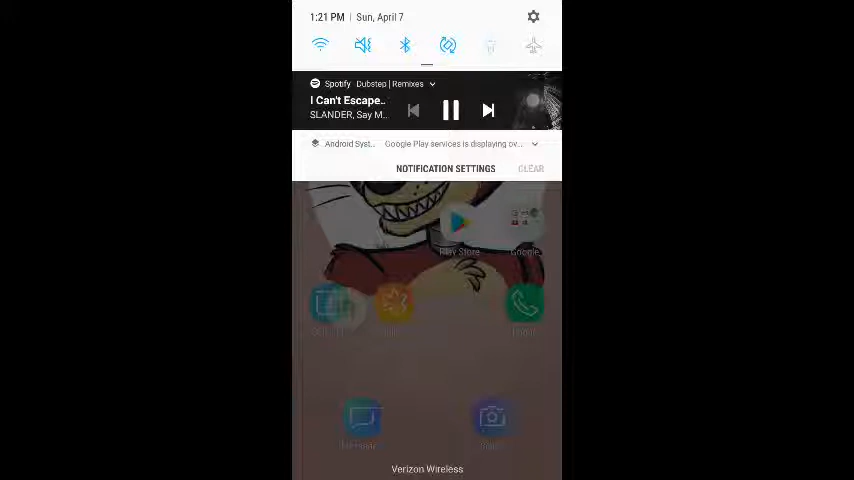 1:21 PM | Sun, April 7
Spotify Dubstep | Remixes
I Can't Escape..
SLANDER, Say M...
Android Syst.. Google Play services is displaying ov...
NOTIFICATION SETTINGS CLEAR
Play Store Google
Phone
Verizon Wireless